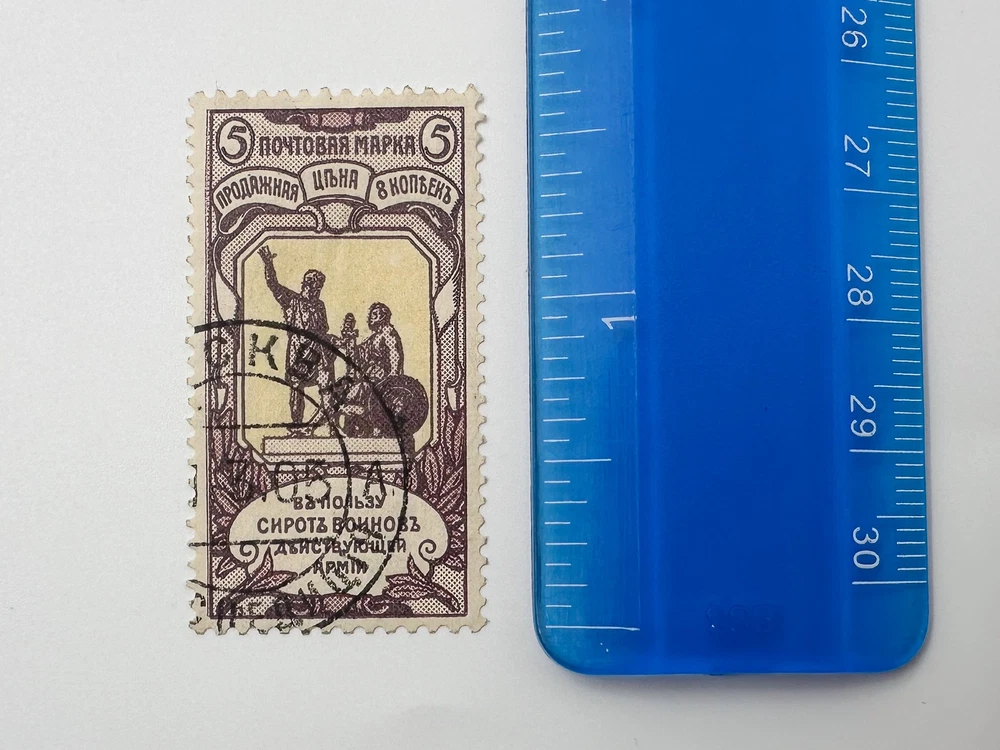 5 ПОЧТОВАЯ МАРКА 5
ПРОДАЖНАЯ ЦѢНА 8 КОПѢЕКЪ
ВЪ ПОЛЬЗУ
СИРОТЪ ВОИНОВЪ
ДѢЙСТВУЮЩЕЙ
АРМІИ
05
1
26
27
28
29
30